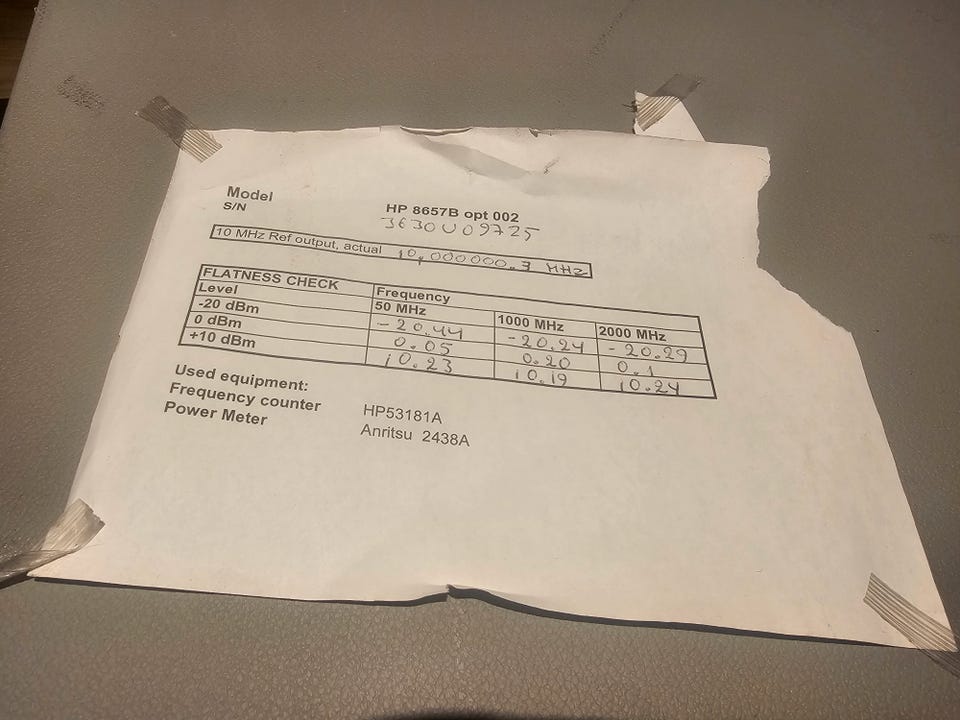 Model HP 8657B opt 002
S/N 3630U09725
10 MHz Ref output, actual 10,000000.3 MHz
FLATNESS CHECK Frequency
Level 50 MHz 1000 MHz 2000 MHz
-20 dBm -20.44 -20.24 -20.29
0 dBm 0.05 0.20 0.1
+10 dBm 10.23 10.19 10.24
Used equipment:
Frequency counter HP53181A
Power Meter Anritsu 2438A